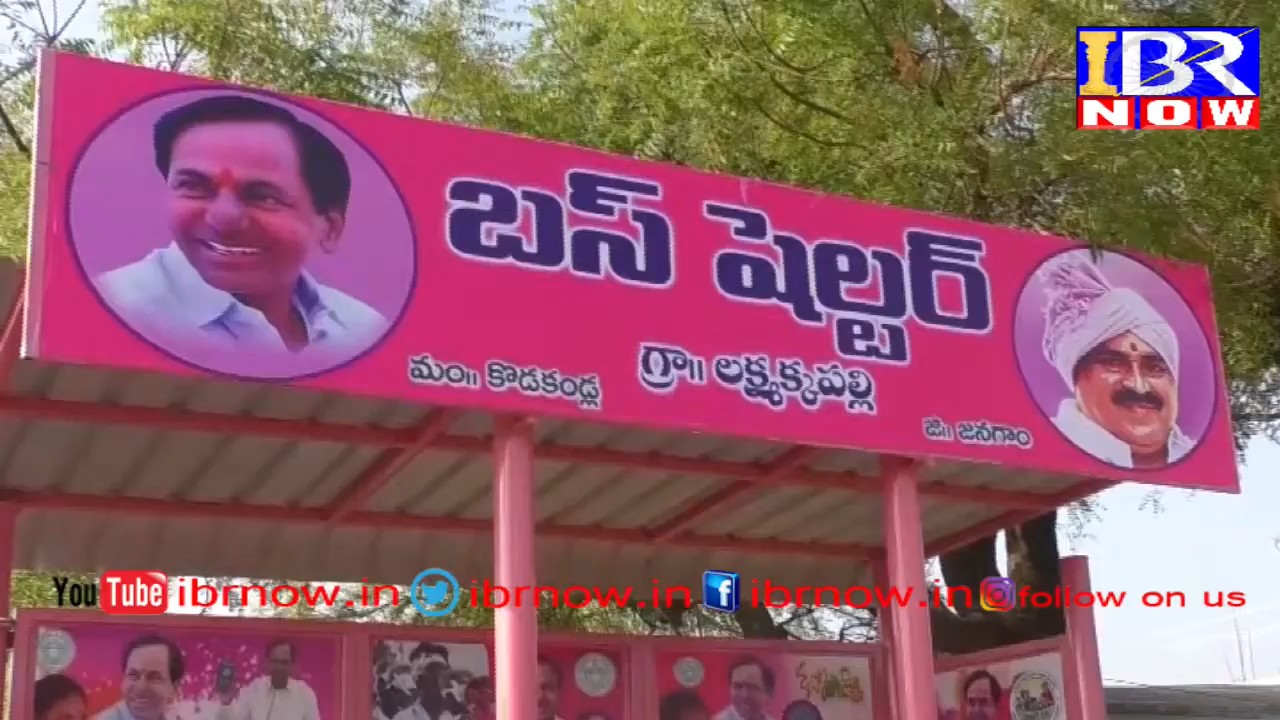 IBR
NOW
బస్ షెల్టర్
మం॥ కొడకండ్ల
గ్రా॥ లక్ష్మక్కపల్లి
జి॥ జనగాం
YouTube ibrnow.in ibrnow.in ibrnow.in follow on us